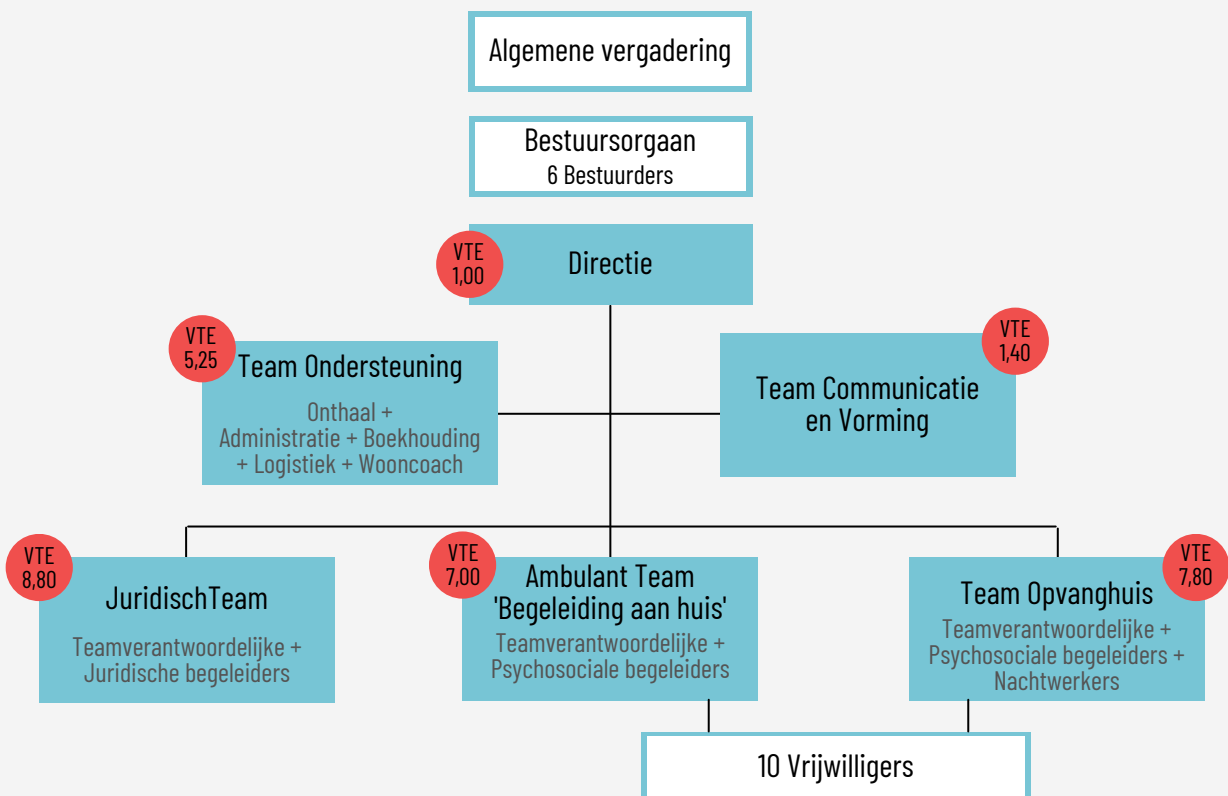 Algemene vergadering
Bestuursorgaan
6 Bestuurders
VTE
1,00
Directie
VTE
5,25
Team Ondersteuning
Onthaal +
Administratie + Boekhouding
+ Logistiek + Wooncoach
VTE
1,40
Team Communicatie
en Vorming
VTE
8,80
JuridischTeam
Teamverantwoordelijke +
Juridische begeleiders
VTE
7,00
Ambulant Team
'Begeleiding aan huis'
Teamverantwoordelijke +
Psychosociale begeleiders
VTE
7,80
Team Opvanghuis
Teamverantwoordelijke +
Psychosociale begeleiders +
Nachtwerkers
10 Vrijwilligers